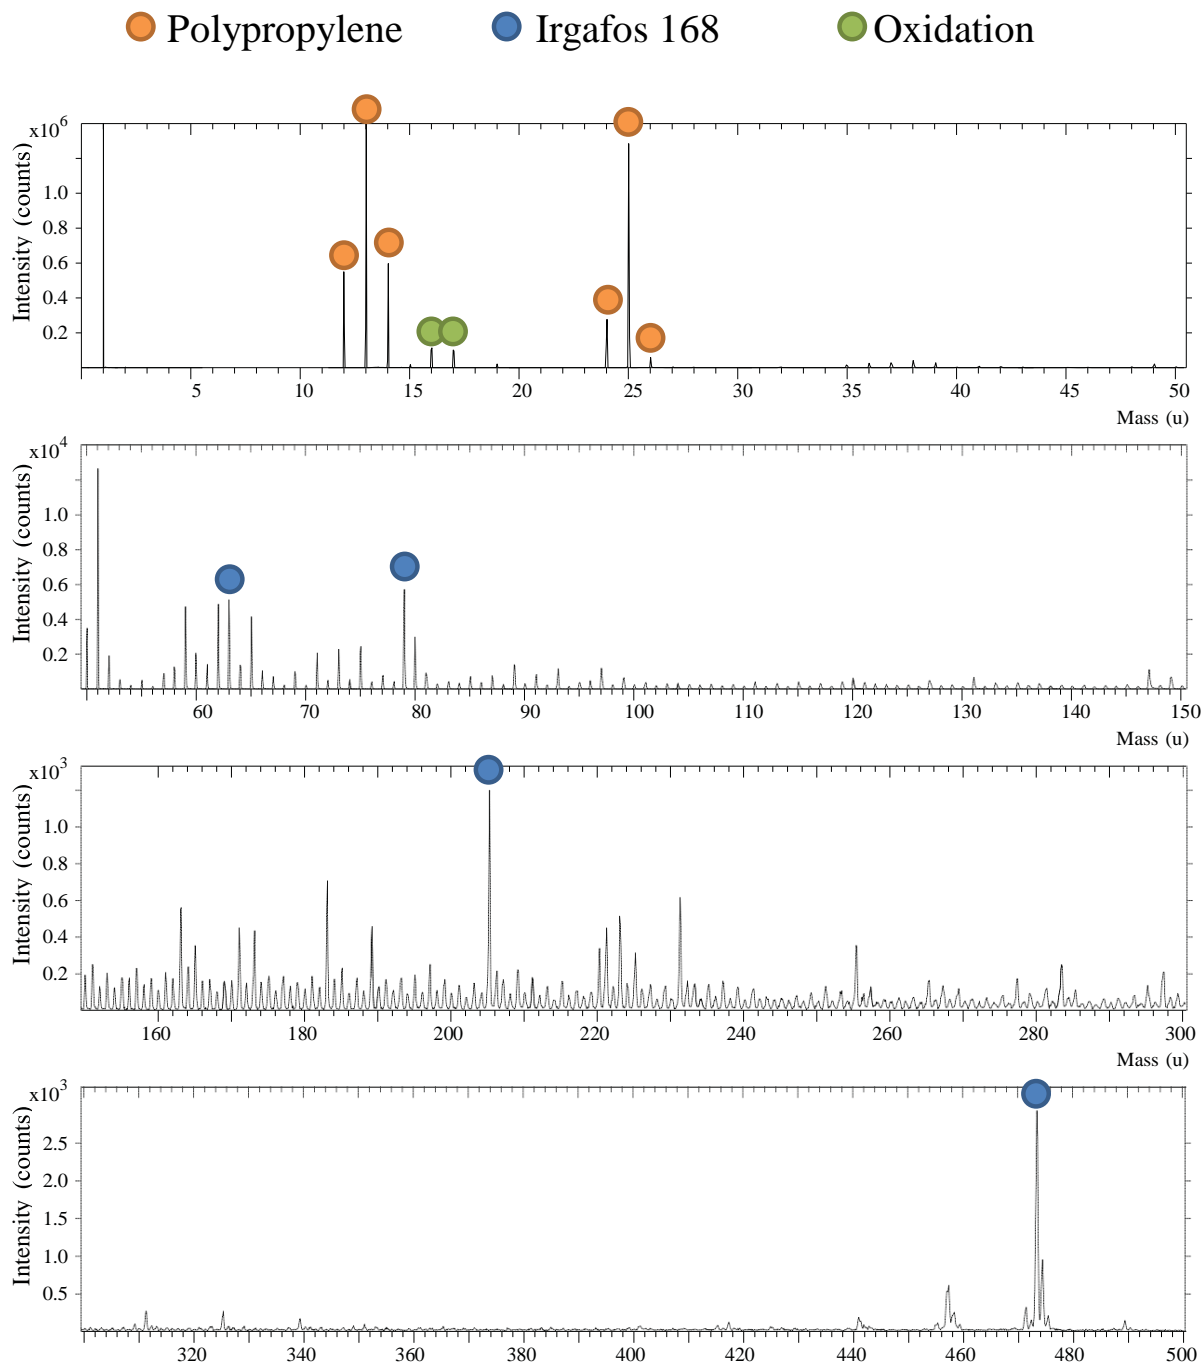 Polypropylene Irgafos 168 Oxidation
x10^6
Intensity (counts)
1.0
0.8
0.6
0.4
0.2
5 10 15 20 25 30 35 40 45 50
Mass (u)
x10^4
Intensity (counts)
1.0
0.8
0.6
0.4
0.2
60 70 80 90 100 110 120 130 140 150
Mass (u)
x10^3
Intensity (counts)
1.0
0.8
0.6
0.4
0.2
160 180 200 220 240 260 280 300
Mass (u)
x10^3
Intensity (counts)
2.5
2.0
1.5
1.0
0.5
320 340 360 380 400 420 440 460 480 500